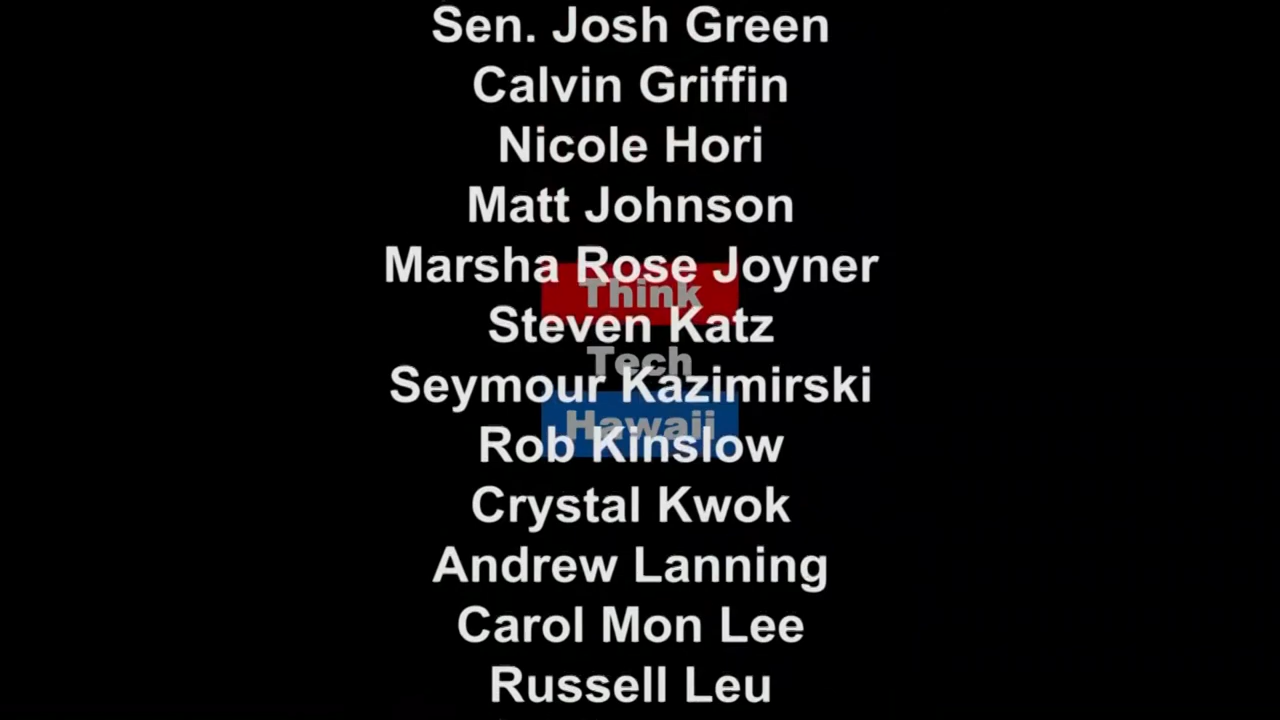 Sen. Josh Green
Calvin Griffin
Nicole Hori
Matt Johnson
Marsha Rose Joyner
Think
Steven Katz
Tech
Seymour Kazimirski
Hawaii
Rob Kinslow
Crystal Kwok
Andrew Lanning
Carol Mon Lee
Russell Leu